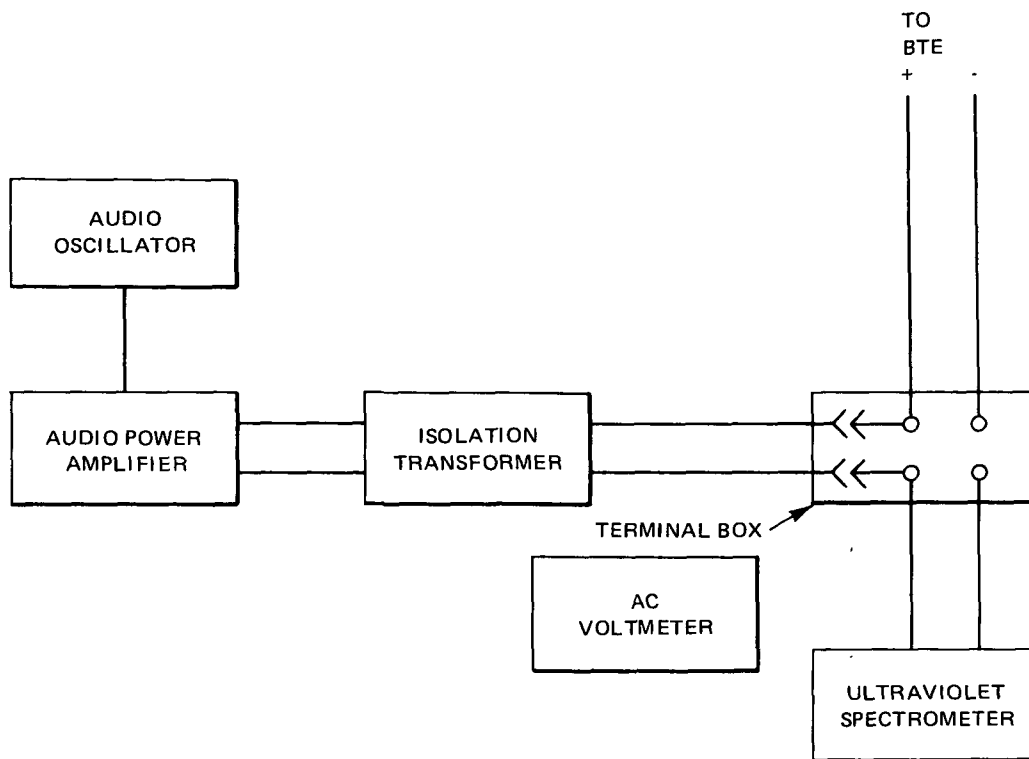 TO
BTE
+ -
AUDIO
OSCILLATOR
AUDIO POWER
AMPLIFIER
ISOLATION
TRANSFORMER
TERMINAL BOX
AC
VOLTMETER
ULTRAVIOLET
SPECTROMETER